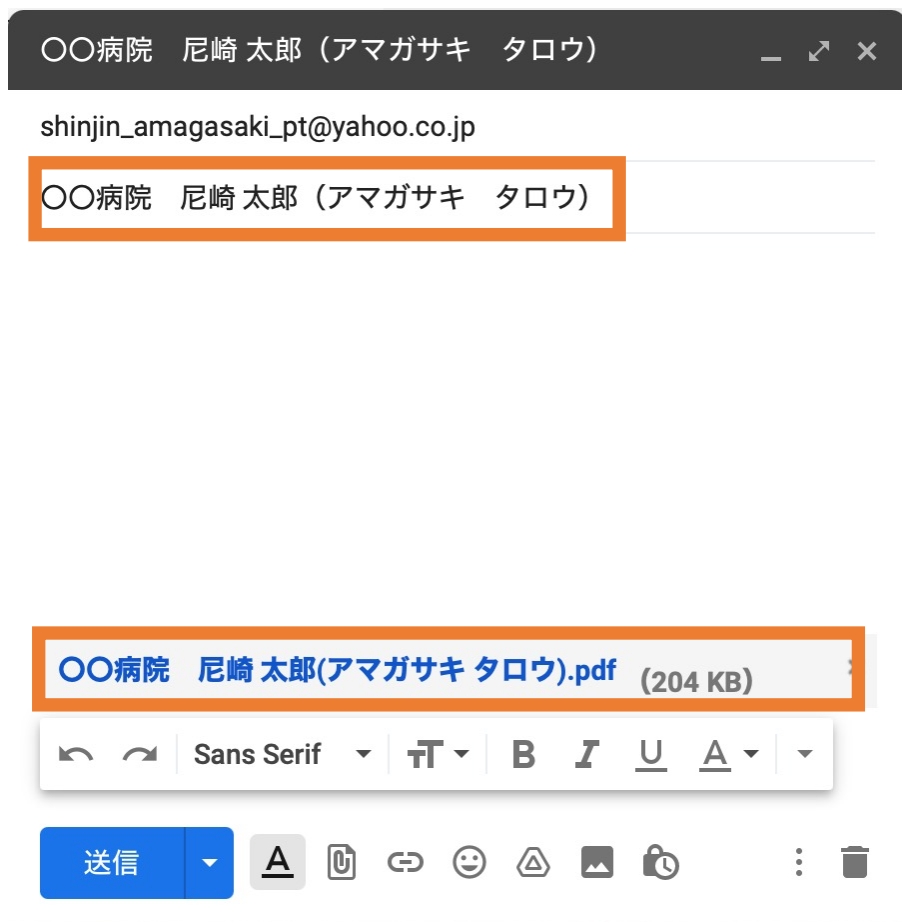 〇〇病院　尼崎 太郎（アマガサキ　タロウ）
shinjin_amagasaki_pt@yahoo.co.jp
〇〇病院　尼崎 太郎（アマガサキ　タロウ）
〇〇病院　尼崎 太郎(アマガサキ タロウ).pdf (204 KB)
Sans Serif B I U A
送信 A